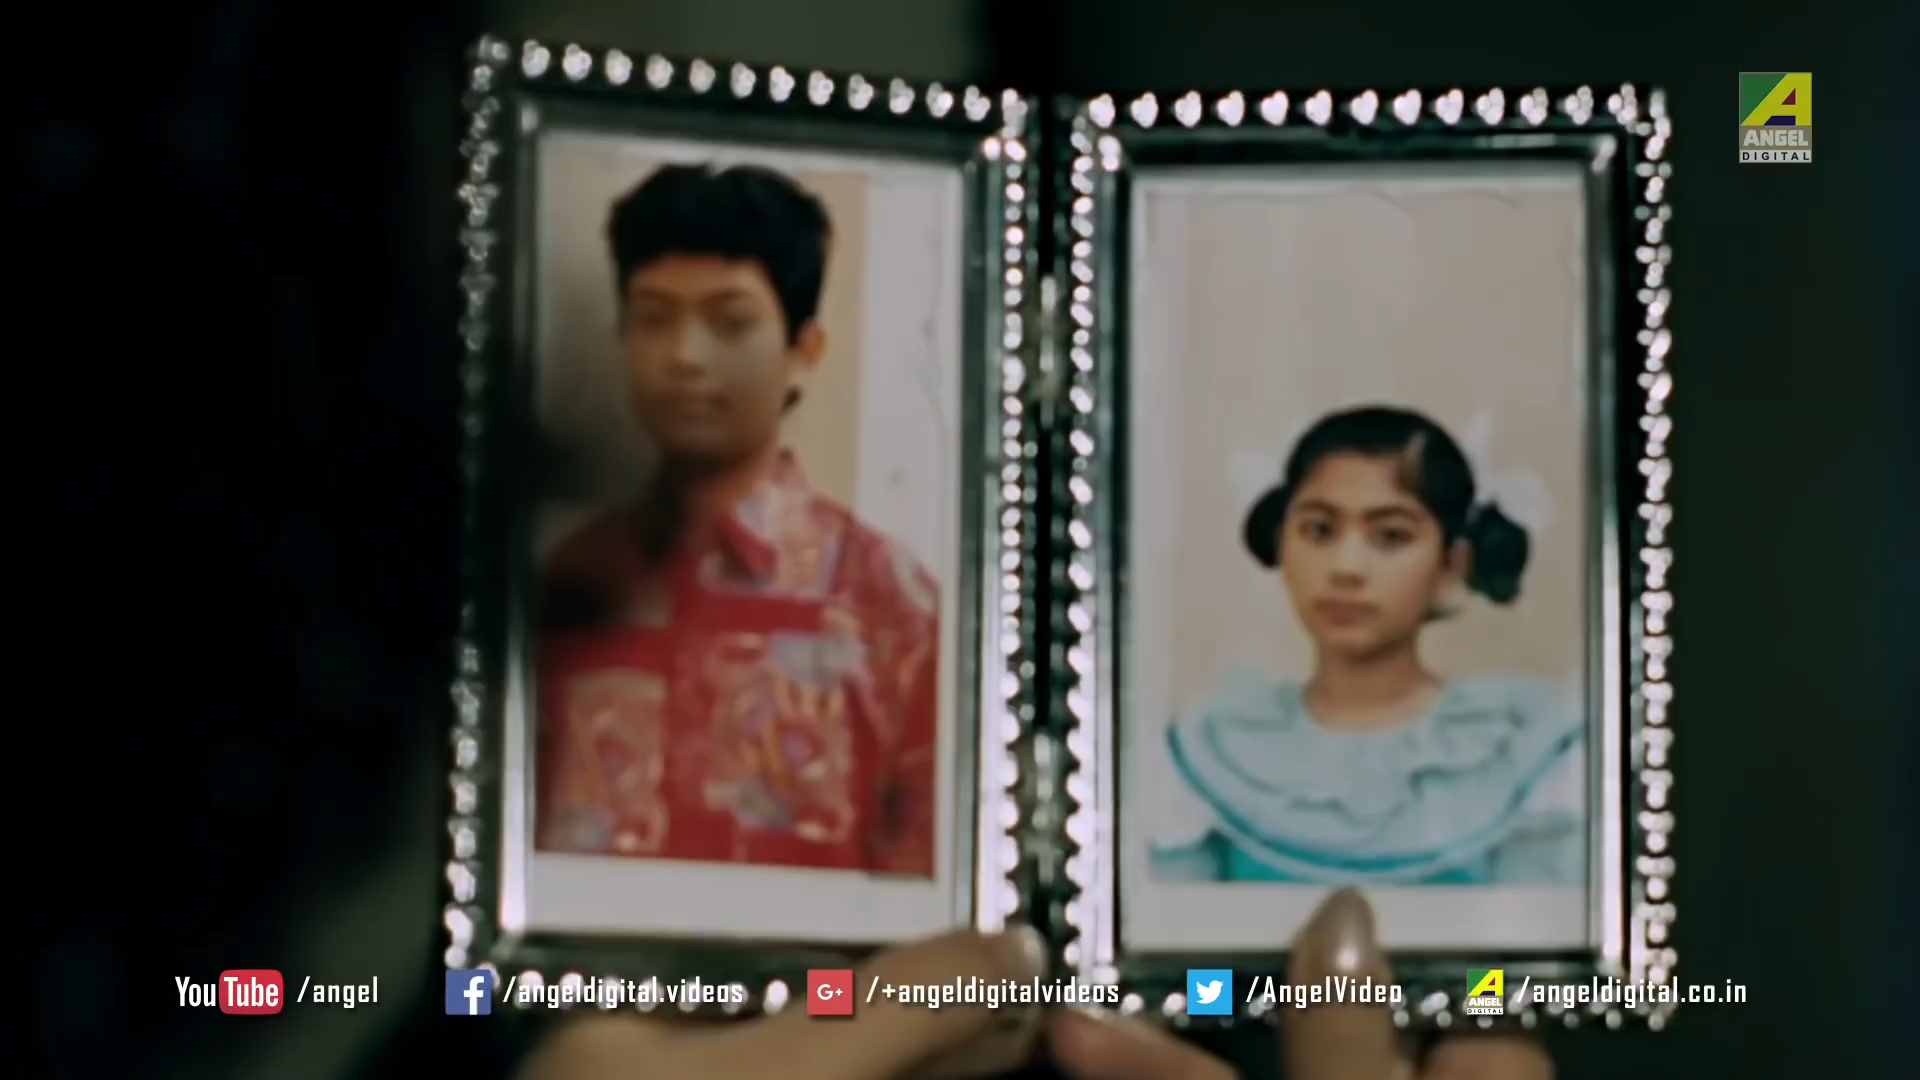 ANGEL
DIGITAL
YouTube /angel
f /angeldigital.videos
G+ /+angeldigitalvideos
/AngelVideo
ANGEL
DIGITAL
/angeldigital.co.in